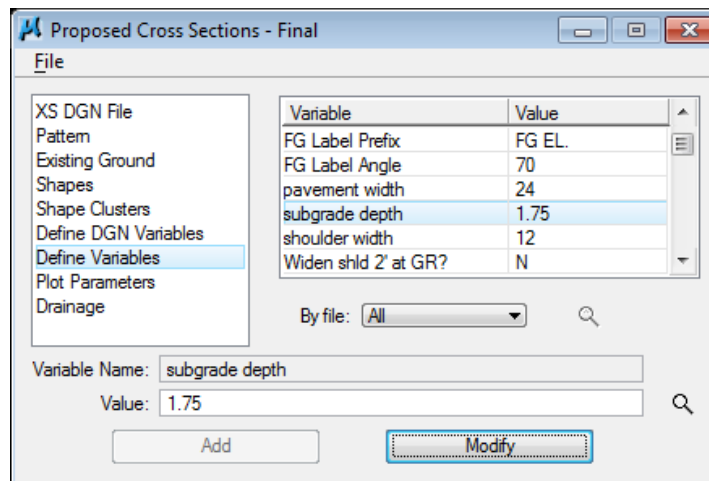 Proposed Cross Sections - Final
File
XS DGN File
Pattern
Existing Ground
Shapes
Shape Clusters
Define DGN Variables
Define Variables
Plot Parameters
Drainage
Variable Value
FG Label Prefix FG EL.
FG Label Angle 70
pavement width 24
subgrade depth 1.75
shoulder width 12
Widen shld 2' at GR? N
By file: All
Variable Name: subgrade depth
Value: 1.75
Add Modify